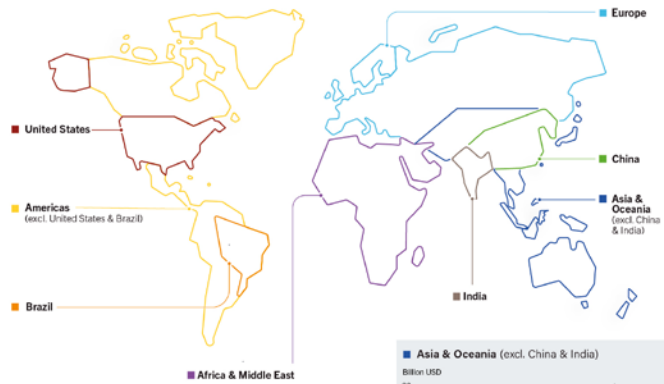 Europe
United States
China
Americas
(excl. United States & Brazil)
Asia &
Oceania
(excl. China
& India)
India
Brazil
Africa & Middle East
Asia & Oceania (excl. China & India)
Billion USD